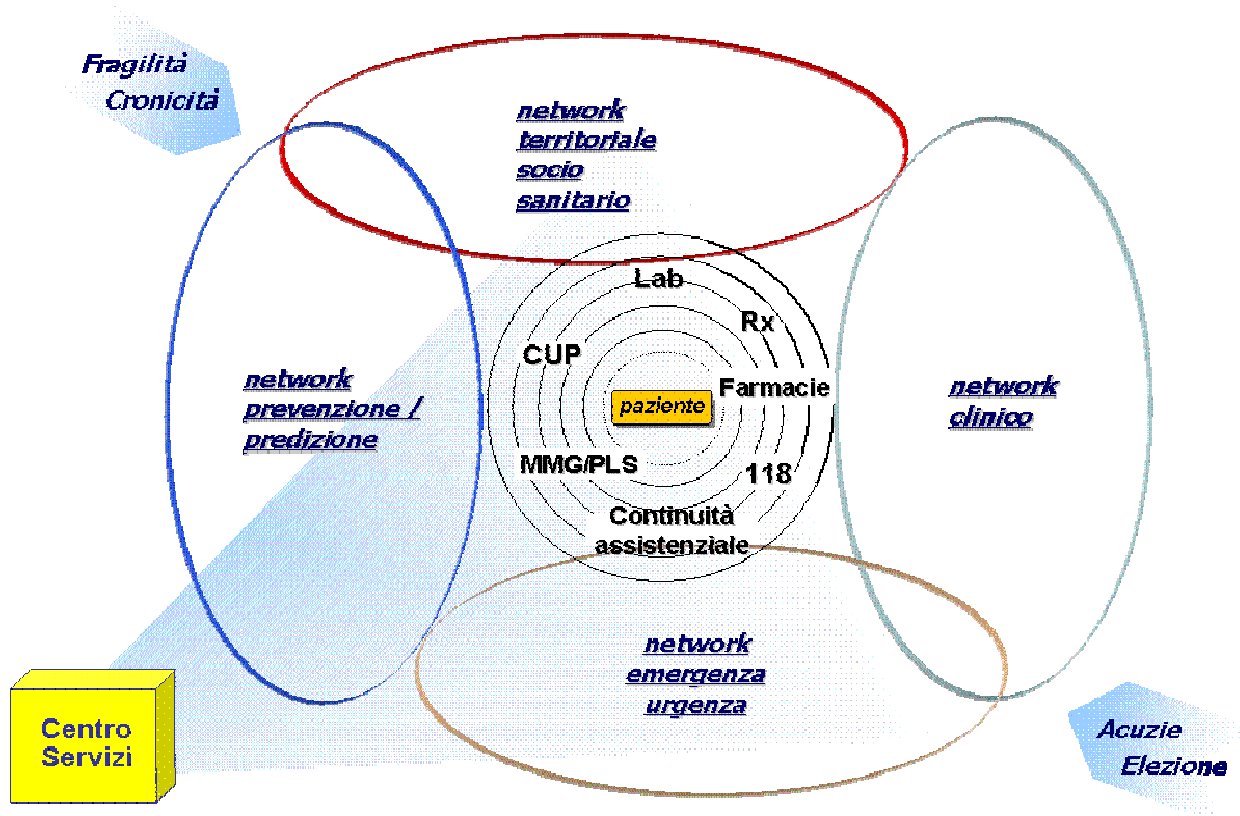 Fragilità
Cronicità
network
territoriale
socio
sanitario
Lab
Rx
CUP
Farmacie
paziente
network
prevenzione /
predizione
network
clinico
MMG/PLS
118
Continuità
assistenziale
network
emergenza
urgenza
Centro
Servizi
Acuzie
Elezione